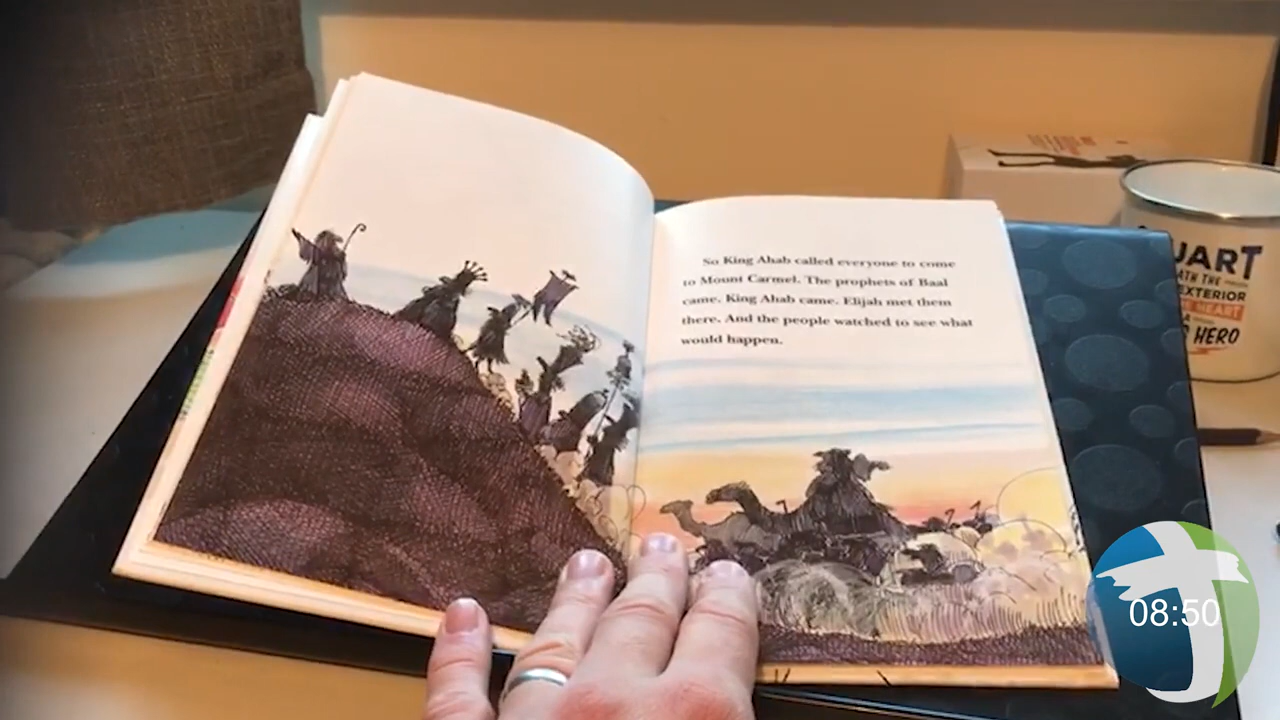 So King Ahab called everyone to come
to Mount Carmel. The prophets of Baal
came. King Ahab came. Elijah met them
there. And the people watched to see what
would happen.
UART
ATH THE
EXTERIOR
HEART
A
HERO
08:50